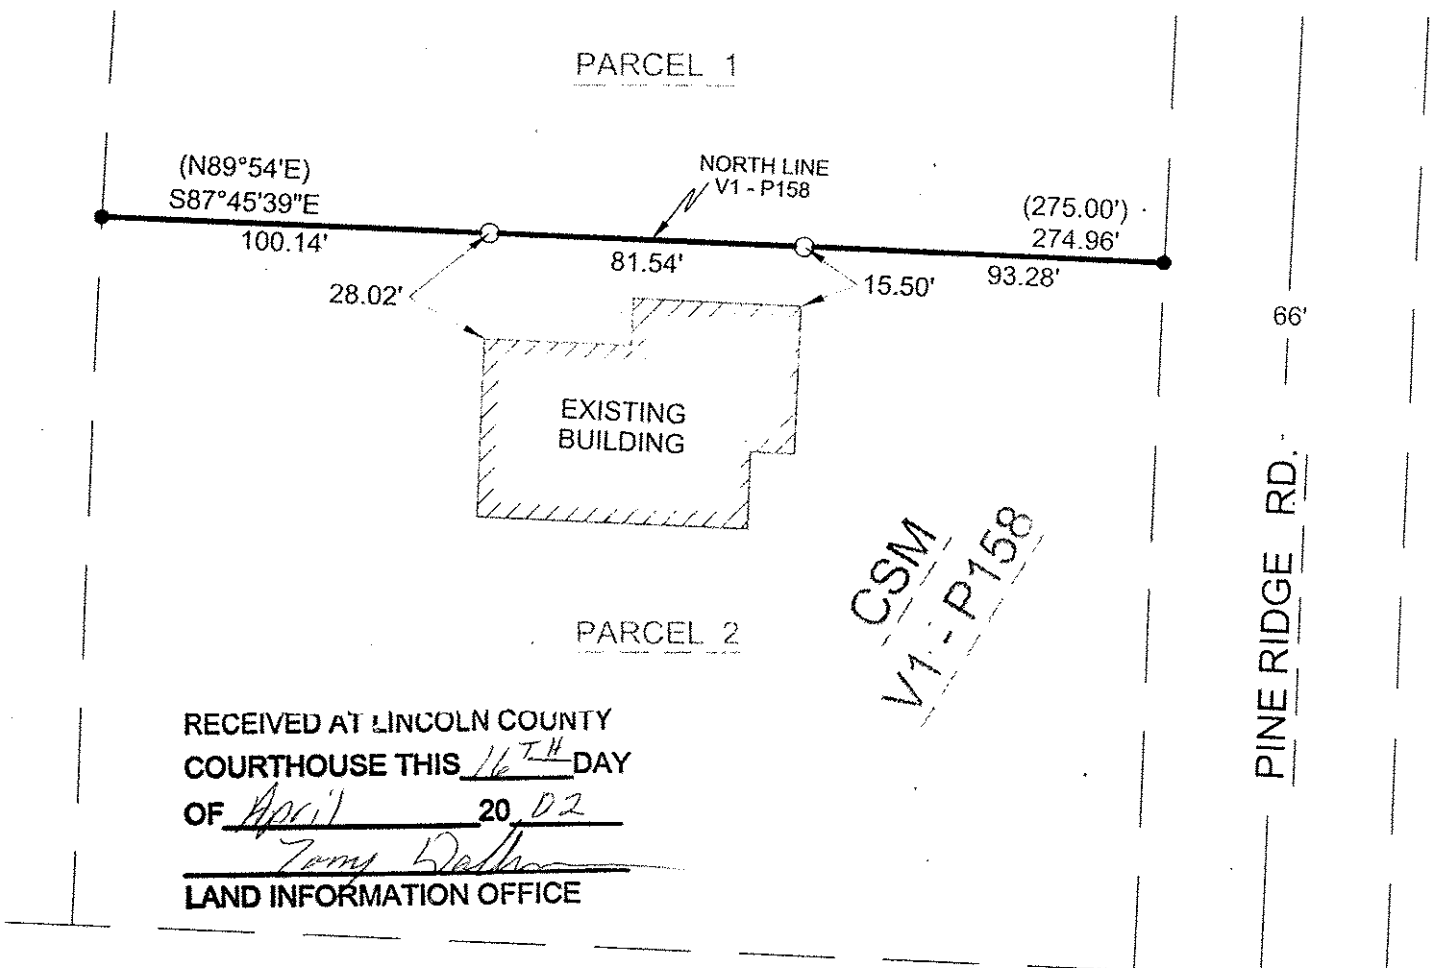 PARCEL 1
(N89°54'E)
S87°45'39"E
100.14'
NORTH LINE
V1 - P158
81.54'
(275.00')
274.96'
93.28'
28.02'
15.50'
66'
EXISTING
BUILDING
CSM
V1 - P158
PINE RIDGE RD.
PARCEL 2
RECEIVED AT LINCOLN COUNTY
COURTHOUSE THIS 16TH DAY
OF April 20 02
Tony
LAND INFORMATION OFFICE